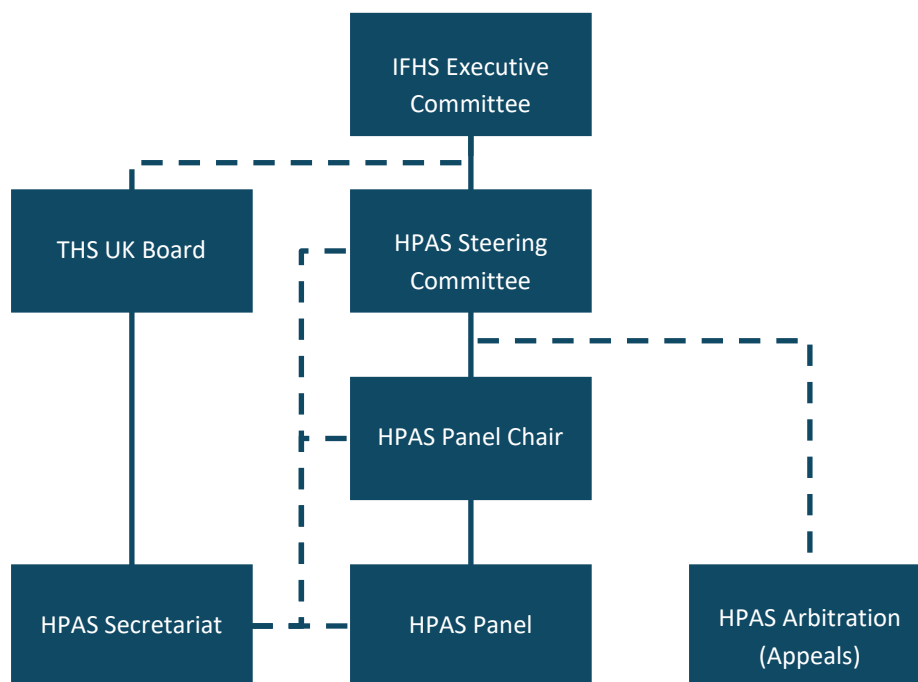 IFHS Executive
Committee
THS UK Board
HPAS Steering
Committee
HPAS Panel Chair
HPAS Secretariat
HPAS Panel
HPAS Arbitration
(Appeals)